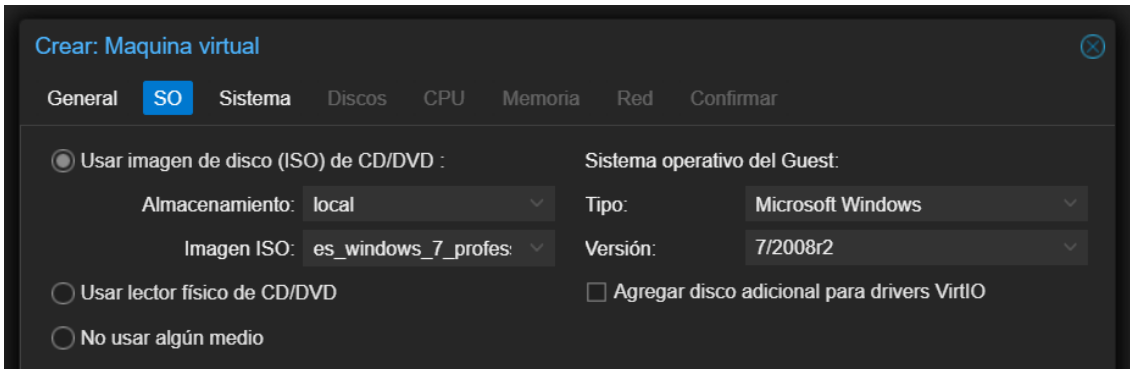 Crear: Maquina virtual
General SO Sistema Discos CPU Memoria Red Confirmar
Usar imagen de disco (ISO) de CD/DVD :
Almacenamiento: local
Imagen ISO: es_windows_7_profes:
Usar lector físico de CD/DVD
No usar algún medio
Sistema operativo del Guest:
Tipo: Microsoft Windows
Versión: 7/2008r2
Agregar disco adicional para drivers VirtIO